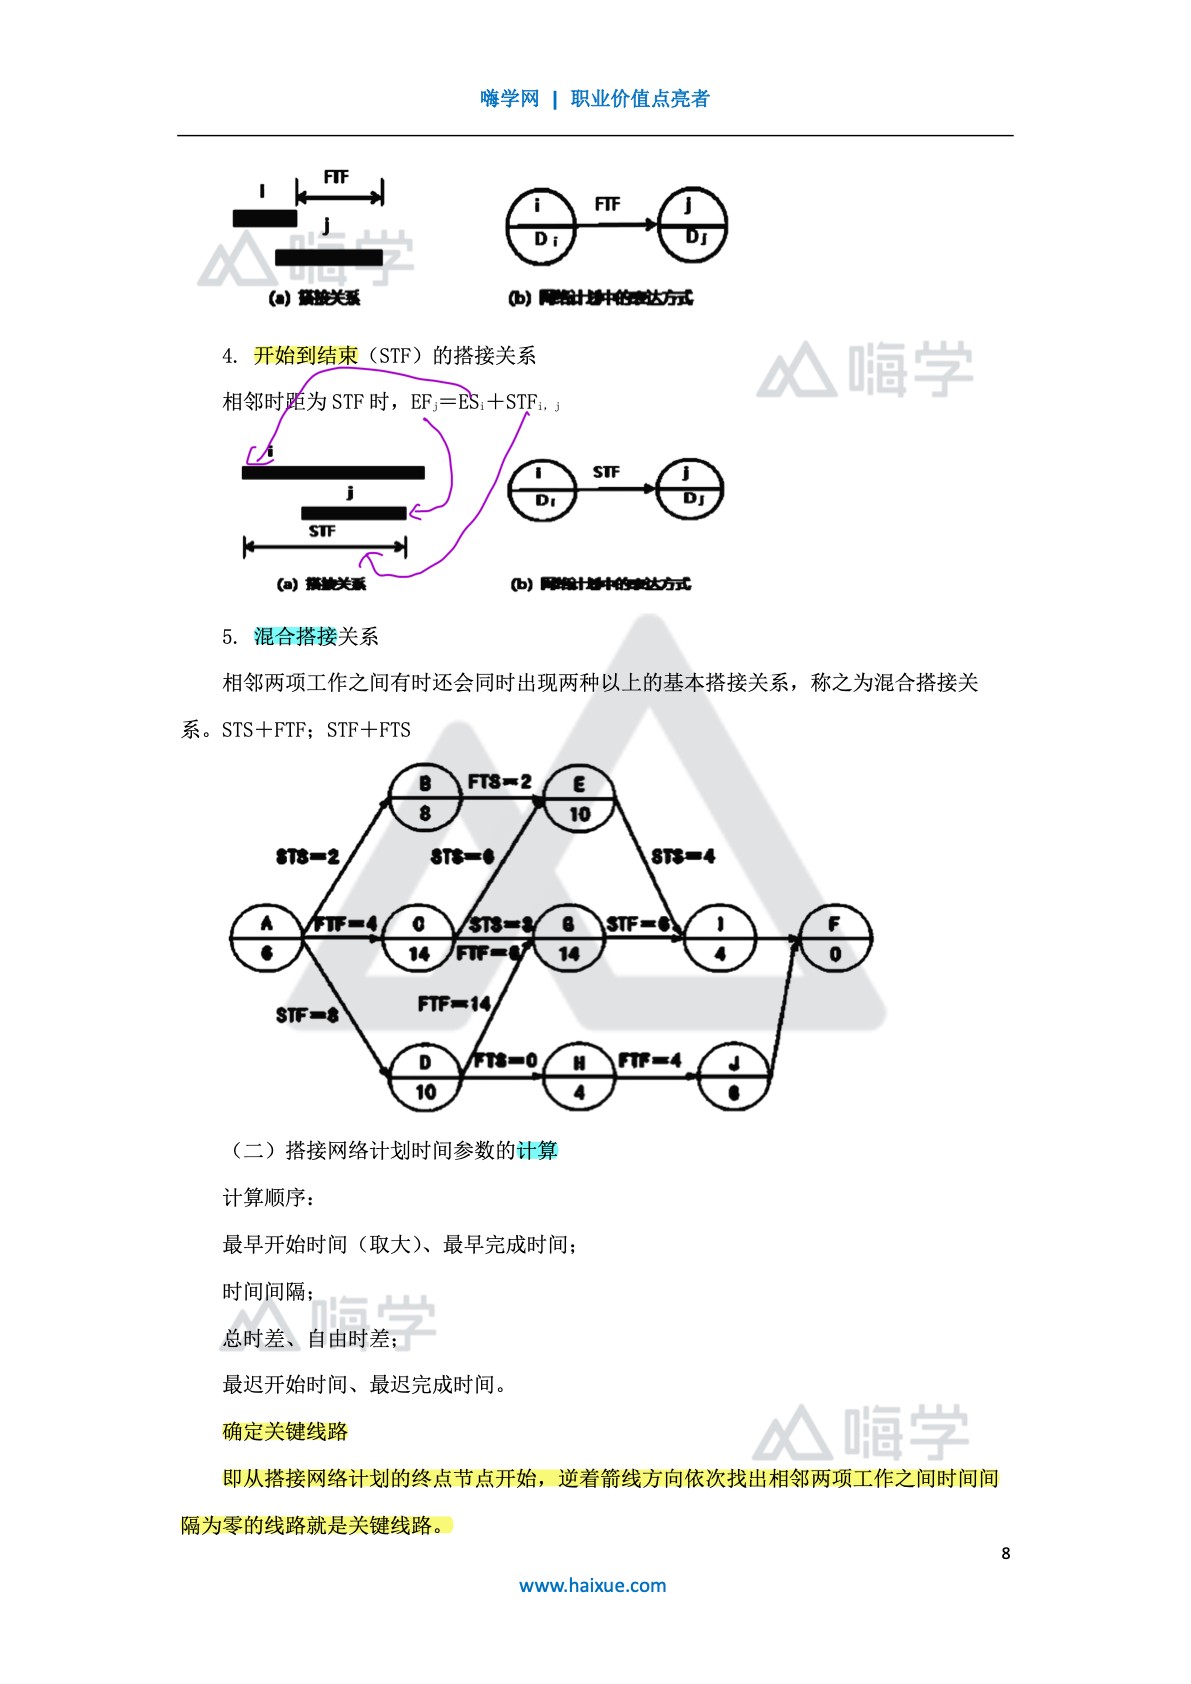 嗨学网 | 职业价值点亮者
FTF
i
j
(a) 搭接关系
i
FTF
j
Di
DJ
(b) 网络计划中的表达方式
嗨学
4. 开始到结束（STF）的搭接关系
嗨学
相邻时距为 STF 时，EFj＝ESi＋STFi，j
i
j
STF
(a) 搭接关系
i
STF
j
DI
DJ
(b) 网络计划中的表达方式
5. 混合搭接关系
相邻两项工作之间有时还会同时出现两种以上的基本搭接关系，称之为混合搭接关
系。STS＋FTF；STF＋FTS
B
FTS=2
E
8
10
STS=2
STS=6
STS=4
A
FTF=4
C
STS=3
G
STF=6
I
F
6
14
FTF=6
14
4
0
STF=8
FTF=14
D
FTS=0
H
FTF=4
J
10
4
6
（二）搭接网络计划时间参数的计算
计算顺序：
最早开始时间（取大）、最早完成时间；
时间间隔；
嗨学
总时差、自由时差；
最迟开始时间、最迟完成时间。
确定关键线路
嗨学
即从搭接网络计划的终点节点开始，逆着箭线方向依次找出相邻两项工作之间时间间
隔为零的线路就是关键线路。
8
www.haixue.com